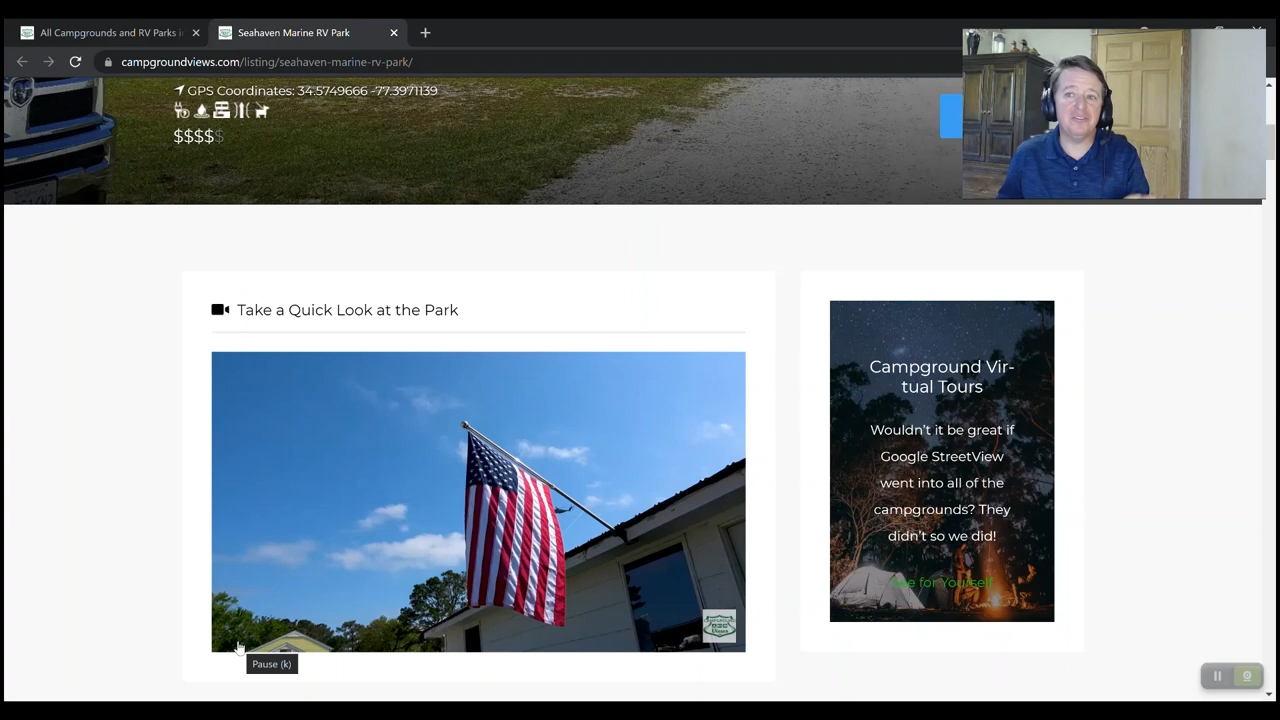 All Campgrounds and RV Parks i
Seahaven Marine RV Park
campgroundviews.com/listing/seahaven-marine-rv-park/
GPS Coordinates: 34.5749666 -77.3971139
$$$$$
Take a Quick Look at the Park
Pause (k)
Campground Vir-
tual Tours
Wouldn't it be great if
Google StreetView
went into all of the
campgrounds? They
didn't so we did!
See for Yourself